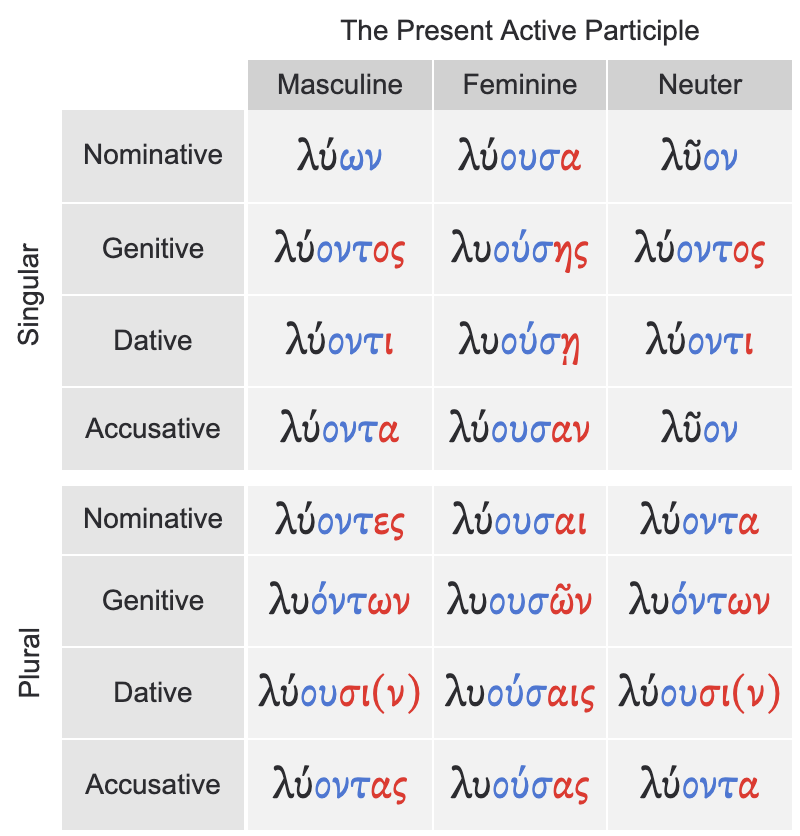 The Present Active Participle
Masculine Feminine Neuter
Singular
Nominative λύων λύουσα λῦον
Genitive λύοντος λυούσης λύοντος
Dative λύοντι λυούσῃ λύοντι
Accusative λύοντα λύουσαν λῦον
Plural
Nominative λύοντες λύουσαι λύοντα
Genitive λυόντων λυουσῶν λυόντων
Dative λύουσι(ν) λυούσαις λύουσι(ν)
Accusative λύοντας λυούσας λύοντα